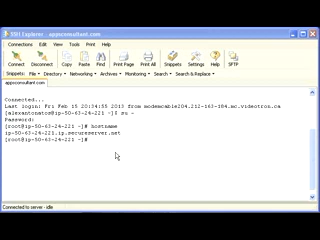 SSH Explorer - appsconsultant.com
Connections Edit Tools Term Print Help
Connect Disconnect Copy Paste Find Print Page Print All Snippets Settings Help SFTP
Snippets: File Directory Networking Archives Monitoring Search Search & Replace
appsconsultant.com
Connected...
Last login: Fri Feb 15 20:34:55 2013 from modemcable204.212-163-184.mc.videotron.ca
[alexantonatos@ip-50-63-24-221 ~]$ su -
Password:
[root@ip-50-63-24-221 ~]# hostname
ip-50-63-24-221.ip.secureserver.net
[root@ip-50-63-24-221 ~]#
Connected to server - idle